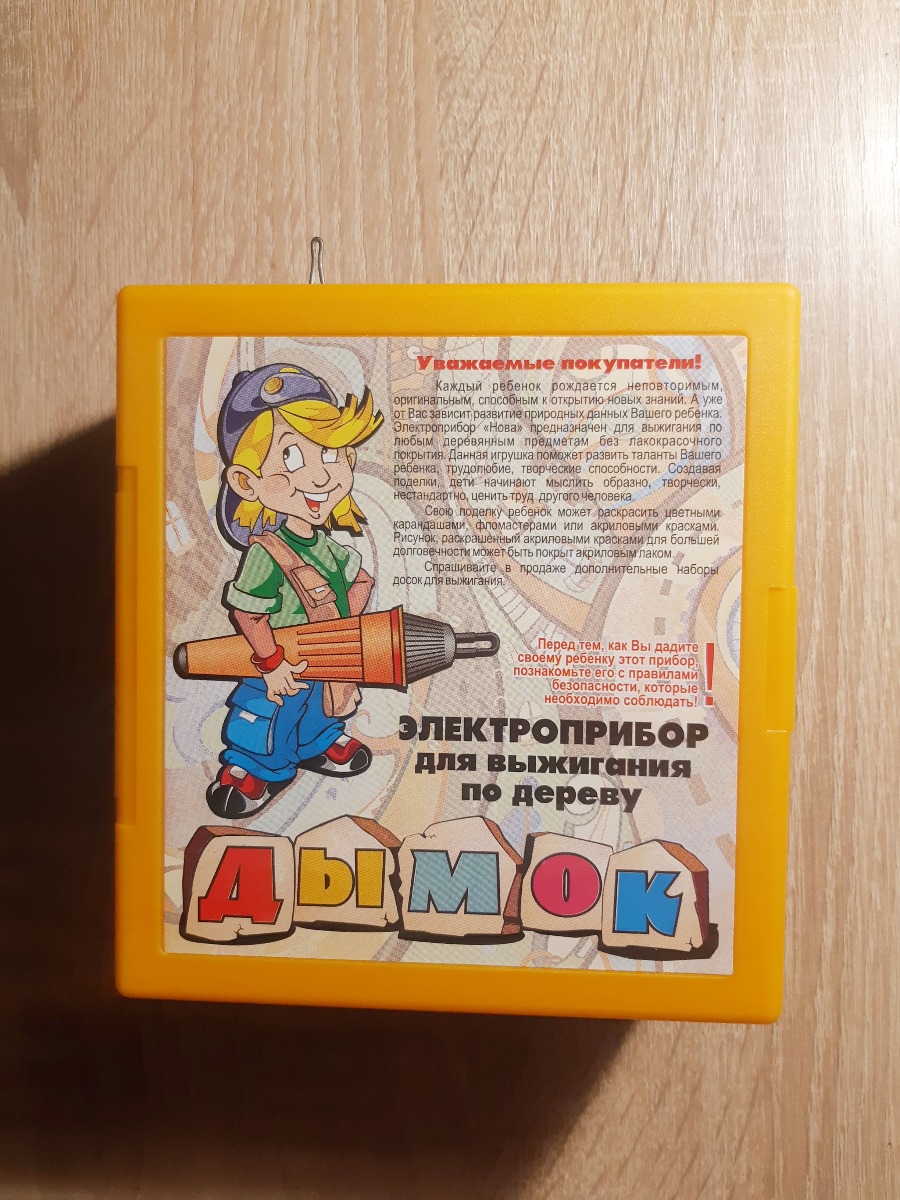 Уважаемые покупатели!
Каждый ребенок рождается неповторимым,
оригинальным, способным к открытию новых знаний. А уже
от Вас зависит развитие природных данных Вашего ребенка.
Электроприбор «Нова» предназначен для выжигания по
любым деревянным предметам без лакокрасочного
покрытия. Данная игрушка поможет развить таланты Вашего
ребенка, трудолюбие, творческие способности. Создавая
поделки, дети начинают мыслить образно, творчески,
нестандартно, ценить труд другого человека.
Свою поделку ребенок может раскрасить цветными
карандашами, фломастерами или акриловыми красками.
Рисунок, раскрашенный акриловыми красками для большей
долговечности может быть покрыт акриловым лаком.
Спрашивайте в продаже дополнительные наборы
досок для выжигания.
Перед тем, как Вы дадите
своему ребенку этот прибор,
познакомьте его с правилами
безопасности, которые
необходимо соблюдать!
!
ЭЛЕКТРОПРИБОР
для выжигания
по дереву
ДЫМОК